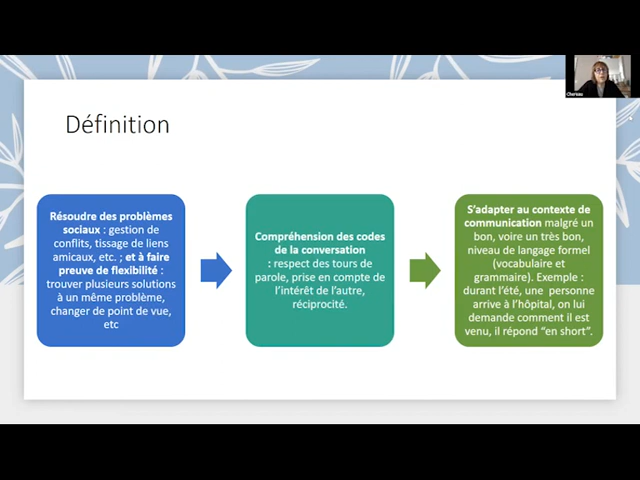 Définition
Résoudre des problèmes
sociaux : gestion de
conflits, tissage de liens
amicaux, etc. ; et à faire
preuve de flexibilité :
trouver plusieurs solutions
à un même problème,
changer de point de vue,
etc
Compréhension des codes
de la conversation
: respect des tours de
parole, prise en compte de
l'intérêt de l'autre,
réciprocité.
S'adapter au contexte de
communication malgré un
bon, voire un très bon,
niveau de langage formel
(vocabulaire et
grammaire). Exemple :
durant l'été, une personne
arrive à l'hôpital, on lui
demande comment il est
venu, il répond "en short".